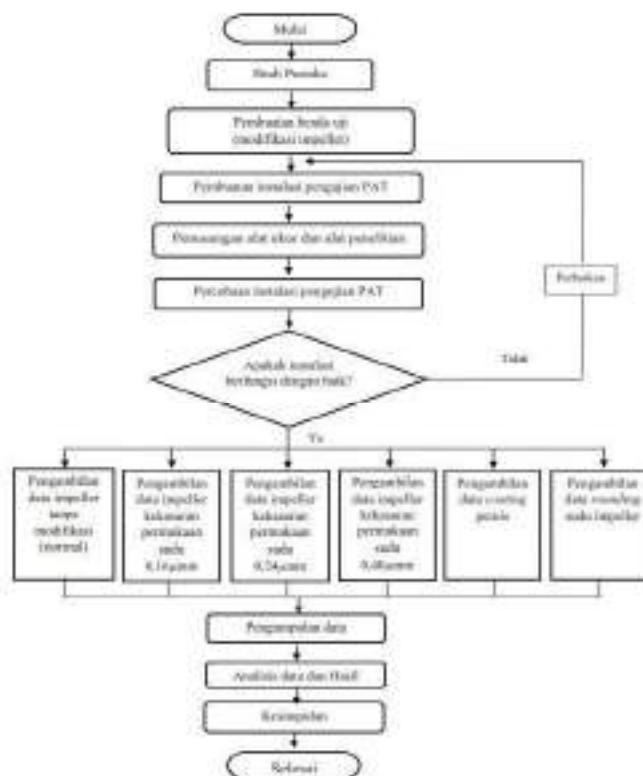 Mulai
Studi Pustaka
Pembuatan benda uji
(modifikasi impeller)
Pembuatan instalasi pengujian PAT
Pemasangan alat ukur dan alat penelitian
Percobaan instalasi pengujian PAT
Perbaikan
Apakah instalasi
berfungsi dengan baik?
Tidak
Ya
Pengambilan
data impeller
tanpa
modifikasi
(normal)
Pengambilan
data impeller
kekasaran
permukaan
sudu
Pengambilan
data impeller
kekasaran
permukaan
sudu
Pengambilan
data impeller
kekasaran
permukaan
sudu
Pengambilan
data coating
Pengambilan
data rounding
sudu impeller
Pengumpulan data
Analisis data dan Hasil
Kesimpulan
Selesai